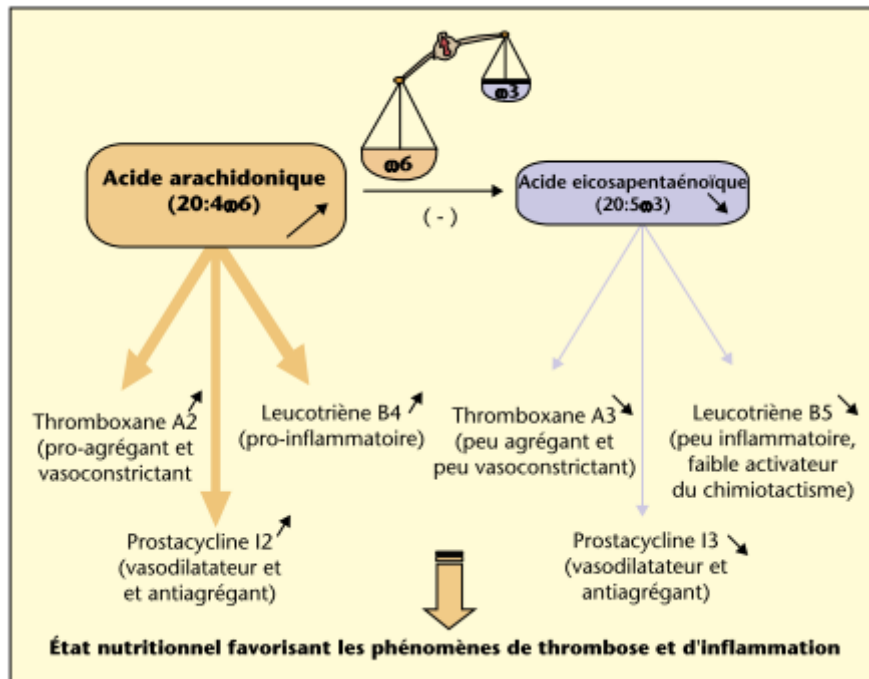 ω3
ω6
Acide arachidonique
(20:4ω6)
( - )
Acide eicosapentaénoïque
(20:5ω3)
Thromboxane A2
(pro-agrégant et
vasoconstrictant
Leucotriène B4
(pro-inflammatoire)
Prostacycline I2
(vasodilatateur et
et antiagrégant)
Thromboxane A3
(peu agrégant et
peu vasoconstrictant)
Leucotriène B5
(peu inflammatoire,
faible activateur
du chimiotactisme)
Prostacycline I3
(vasodilatateur et
antiagrégant)
État nutritionnel favorisant les phénomènes de thrombose et d'inflammation